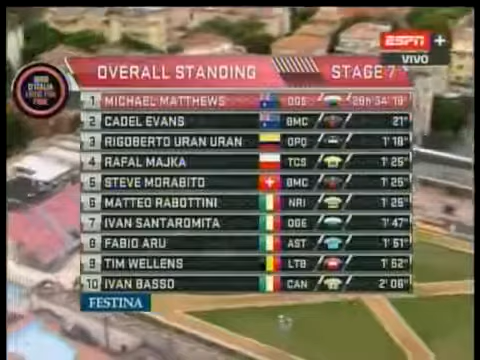 ESPN +
VIVO
OVERALL STANDING STAGE 7
1 MICHAEL MATTHEWS OGE 28h 34' 19"
2 CADEL EVANS BMC 21"
3 RIGOBERTO URAN URAN OPQ 1' 18"
4 RAFAL MAJKA TCS 1' 25"
5 STEVE MORABITO BMC 1' 25"
6 MATTEO RABOTTINI NRI 1' 25"
7 IVAN SANTAROMITA OGE 1' 47"
8 FABIO ARU AST 1' 51"
9 TIM WELLENS LTB 1' 52"
10 IVAN BASSO CAN 2' 06"
FESTINA